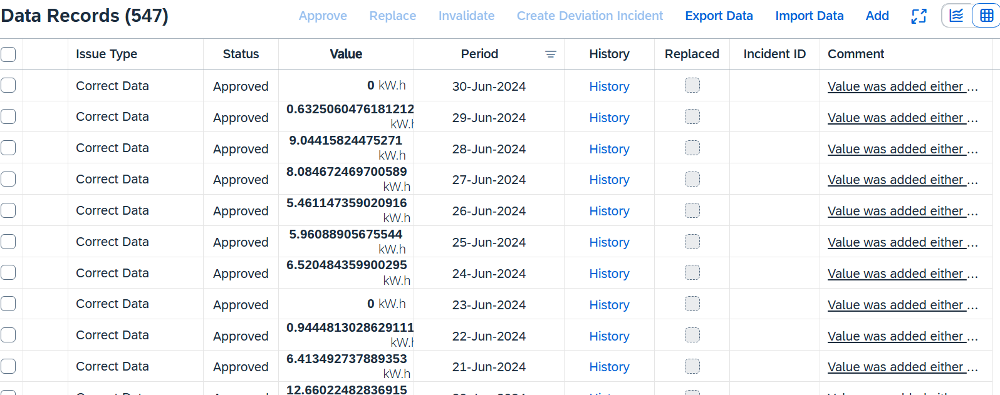 Data Records (547) Approve Replace Invalidate Create Deviation Incident Export Data Import Data Add
Issue Type Status Value Period History Replaced Incident ID Comment
Correct Data Approved 0 kW.h 30-Jun-2024 History Value was added either ...
Correct Data Approved 0.6325060476181212 kW.h 29-Jun-2024 History Value was added either ...
Correct Data Approved 9.04415824475271 kW.h 28-Jun-2024 History Value was added either ...
Correct Data Approved 8.084672469700589 kW.h 27-Jun-2024 History Value was added either ...
Correct Data Approved 5.461147359020916 kW.h 26-Jun-2024 History Value was added either ...
Correct Data Approved 5.96088905675544 kW.h 25-Jun-2024 History Value was added either ...
Correct Data Approved 6.520484359900295 kW.h 24-Jun-2024 History Value was added either ...
Correct Data Approved 0 kW.h 23-Jun-2024 History Value was added either ...
Correct Data Approved 0.9444813028629111 kW.h 22-Jun-2024 History Value was added either ...
Correct Data Approved 6.413492737889353 kW.h 21-Jun-2024 History Value was added either ...
12.66022482836915